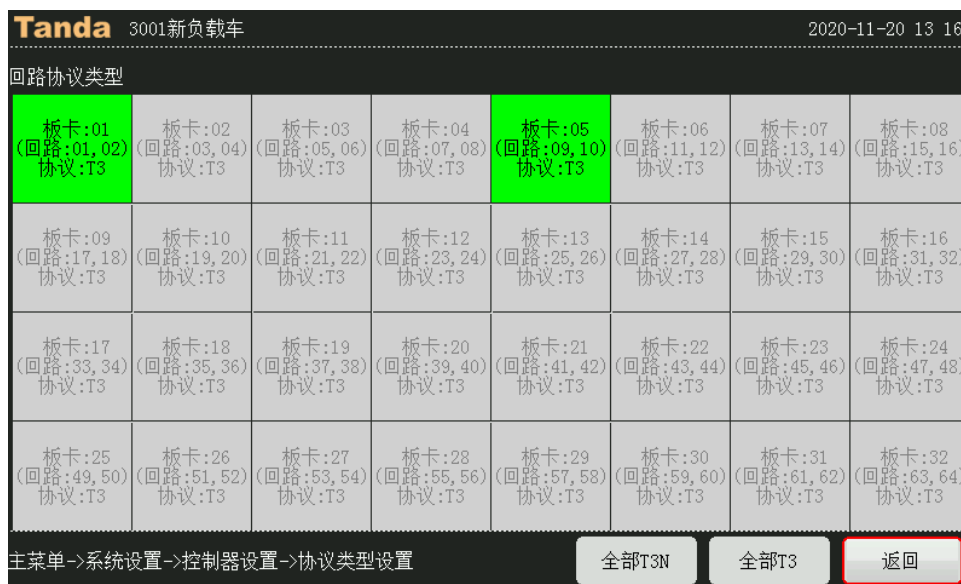 Tanda 3001新负载车 2020-11-20 13 16
回路协议类型
板卡:01 板卡:02 板卡:03 板卡:04 板卡:05 板卡:06 板卡:07 板卡:08
(回路:01,02) (回路:03,04) (回路:05,06) (回路:07,08) (回路:09,10) (回路:11,12) (回路:13,14) (回路:15,16)
协议:T3 协议:T3 协议:T3 协议:T3 协议:T3 协议:T3 协议:T3 协议:T3
板卡:09 板卡:10 板卡:11 板卡:12 板卡:13 板卡:14 板卡:15 板卡:16
(回路:17,18) (回路:19,20) (回路:21,22) (回路:23,24) (回路:25,26) (回路:27,28) (回路:29,30) (回路:31,32)
协议:T3 协议:T3 协议:T3 协议:T3 协议:T3 协议:T3 协议:T3 协议:T3
板卡:17 板卡:18 板卡:19 板卡:20 板卡:21 板卡:22 板卡:23 板卡:24
(回路:33,34) (回路:35,36) (回路:37,38) (回路:39,40) (回路:41,42) (回路:43,44) (回路:45,46) (回路:47,48)
协议:T3 协议:T3 协议:T3 协议:T3 协议:T3 协议:T3 协议:T3 协议:T3
板卡:25 板卡:26 板卡:27 板卡:28 板卡:29 板卡:30 板卡:31 板卡:32
(回路:49,50) (回路:51,52) (回路:53,54) (回路:55,56) (回路:57,58) (回路:59,60) (回路:61,62) (回路:63,64)
协议:T3 协议:T3 协议:T3 协议:T3 协议:T3 协议:T3 协议:T3 协议:T3
主菜单->系统设置->控制器设置->协议类型设置 全部T3N 全部T3 返回